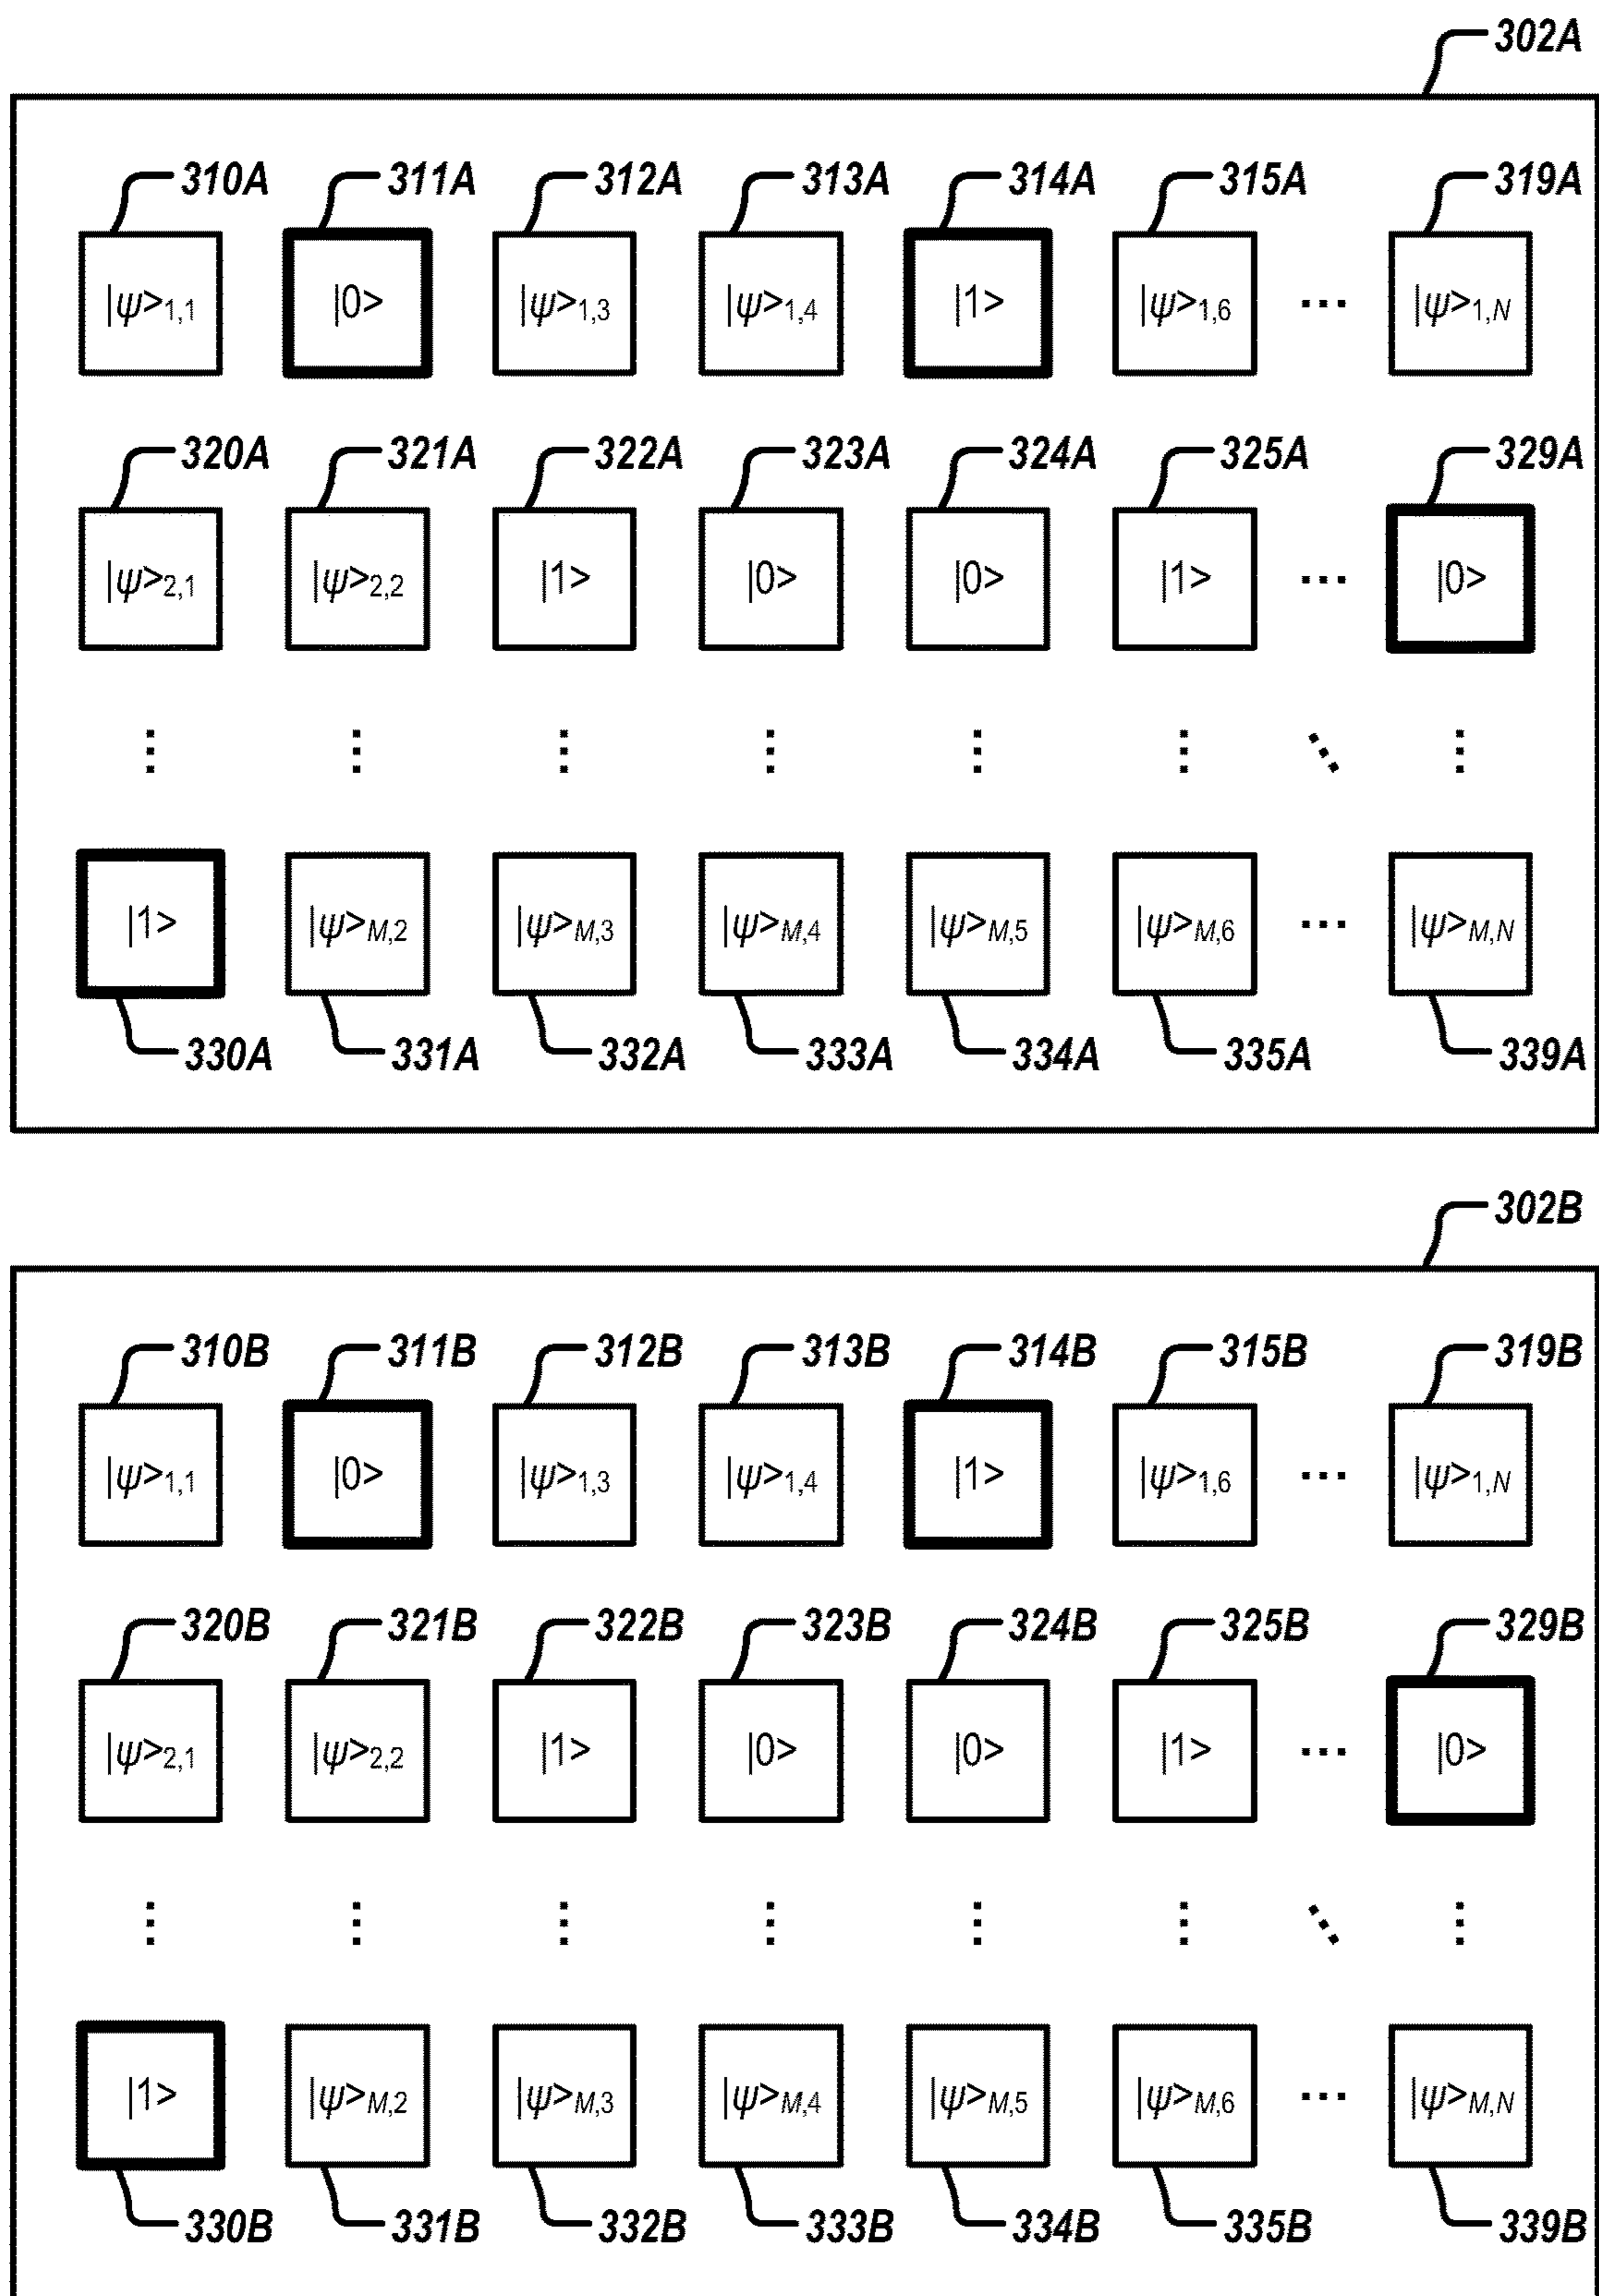 302A
310A 311A 312A 313A 314A 315A 319A
|ψ>1,1 |0> |ψ>1,3 |ψ>1,4 |1> |ψ>1,6 ... |ψ>1,N
320A 321A 322A 323A 324A 325A 329A
|ψ>2,1 |ψ>2,2 |1> |0> |0> |1> ... |0>
|1> |ψ>M,2 |ψ>M,3 |ψ>M,4 |ψ>M,5 |ψ>M,6 ... |ψ>M,N
330A 331A 332A 333A 334A 335A 339A
302B
310B 311B 312B 313B 314B 315B 319B
|ψ>1,1 |0> |ψ>1,3 |ψ>1,4 |1> |ψ>1,6 ... |ψ>1,N
320B 321B 322B 323B 324B 325B 329B
|ψ>2,1 |ψ>2,2 |1> |0> |0> |1> ... |0>
|1> |ψ>M,2 |ψ>M,3 |ψ>M,4 |ψ>M,5 |ψ>M,6 ... |ψ>M,N
330B 331B 332B 333B 334B 335B 339B